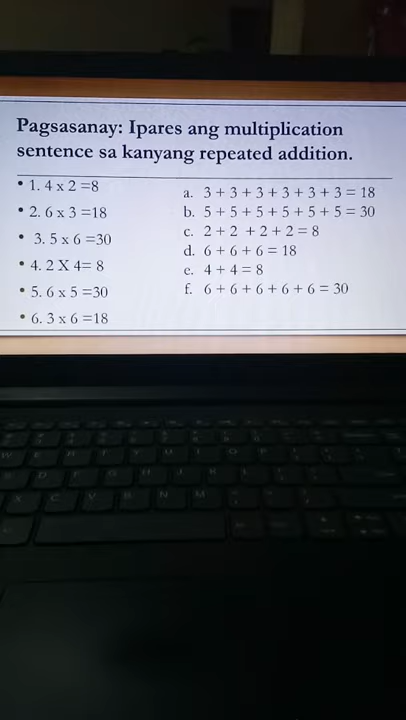 Pagsasanay: Ipares ang multiplication
sentence sa kanyang repeated addition.
• 1. 4 x 2 =8
• 2. 6 x 3 =18
• 3. 5 x 6 =30
• 4. 2 X 4= 8
• 5. 6 x 5 =30
• 6. 3 x 6 =18
a. 3 + 3 + 3 + 3 + 3 + 3 = 18
b. 5 + 5 + 5 + 5 + 5 + 5 = 30
c. 2 + 2 + 2 + 2 = 8
d. 6 + 6 + 6 = 18
e. 4 + 4 = 8
f. 6 + 6 + 6 + 6 + 6 = 30